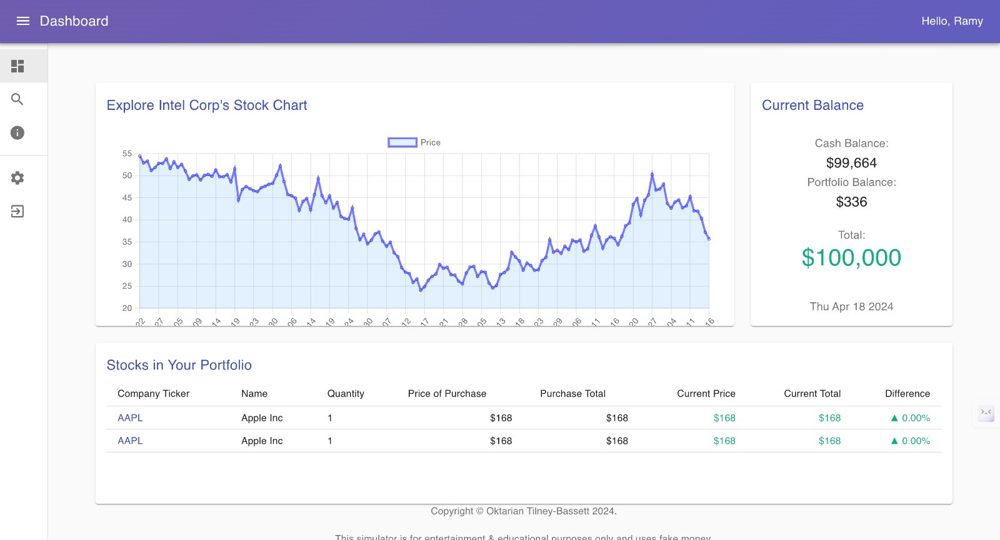 Dashboard
Hello, Ramy
Explore Intel Corp's Stock Chart
Price
55
50
45
40
35
30
25
20
22 27 05 09 14 19 23 30 06 14 19 24 30 07 12 17 21 28 05 13 18 23 29 06 11 16 20 27 04 11 16
Current Balance
Cash Balance:
$99,664
Portfolio Balance:
$336
Total:
$100,000
Thu Apr 18 2024
Stocks in Your Portfolio
Company Ticker Name Quantity Price of Purchase Purchase Total Current Price Current Total Difference
AAPL Apple Inc 1 $168 $168 $168 $168 ▲ 0.00%
AAPL Apple Inc 1 $168 $168 $168 $168 ▲ 0.00%
Copyright © Oktarian Tilney-Bassett 2024.
This simulator is for entertainment & educational purposes only and uses fake money